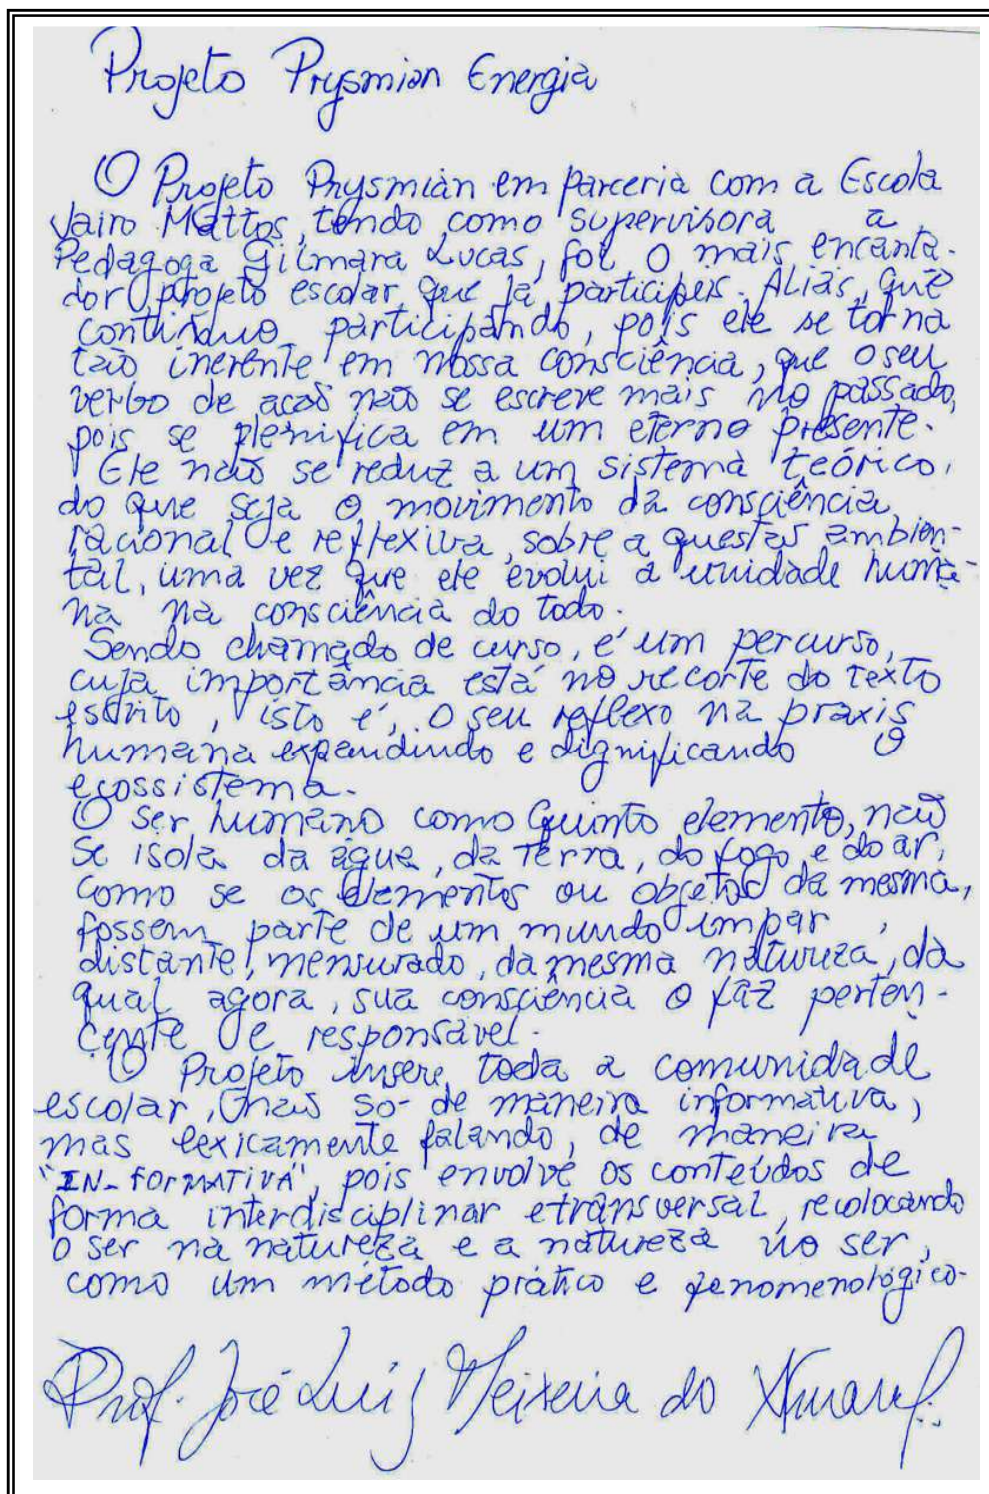 Projeto Prysmian Energia
O Projeto Prysmian em parceria com a Escola
Jairo Mattos, tendo como supervisora a
Pedagoga Gilmara Lucas, foi o mais encanta-
dor projeto escolar que já participei. Aliás, que
continuo participando, pois ele se torna
tão inerente em nossa consciência, que o seu
verbo de ação não se escreve mais no passado,
pois se plenifica em um eterno presente.
Ele não se reduz a um sistema teórico,
do que seja o movimento da consciência
racional e reflexiva, sobre a questão ambien-
tal, uma vez que ele evolui a unidade huma-
na na consciência do todo.
Sendo chamado de curso, é um percurso,
cuja importância está no recorte do texto
escrito, isto é, o seu reflexo na praxis
humana expandindo e dignificando o
ecossistema.
O ser humano como quinto elemento, não
se isola da água, da terra, do fogo e do ar,
como se os elementos ou objetos da mesma,
fossem parte de um mundo ímpar,
distante, mensurado, da mesma natureza, da
qual agora, sua consciência o faz perten-
cente e responsável.
O Projeto insere toda a comunidade
escolar, não só de maneira informativa,
mas lexicamente falando, de maneira
"IN-FORMATIVA", pois envolve os conteúdos de
forma interdisciplinar e transversal, recolocando
o ser na natureza e a natureza no ser,
como um método prático e fenomenológico.
Prof. José Luiz Teixeira do Amaral